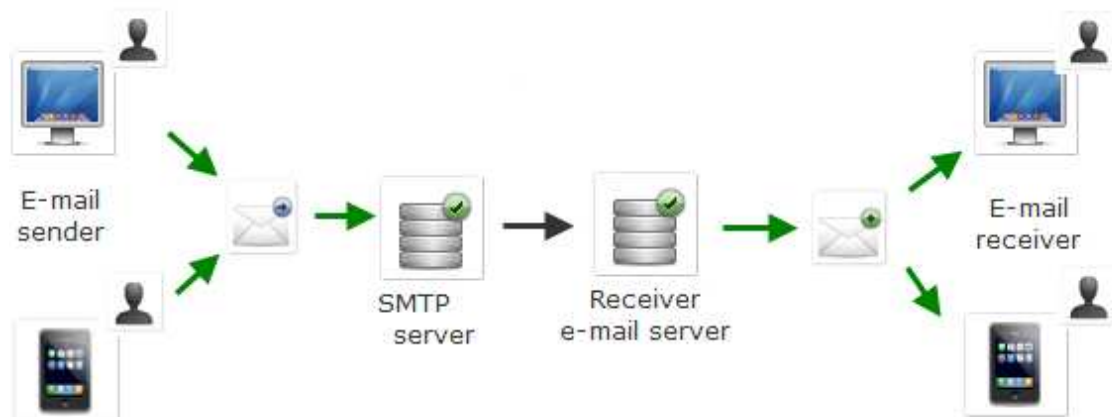 E-mail
sender
SMTP
server
Receiver
e-mail server
E-mail
receiver